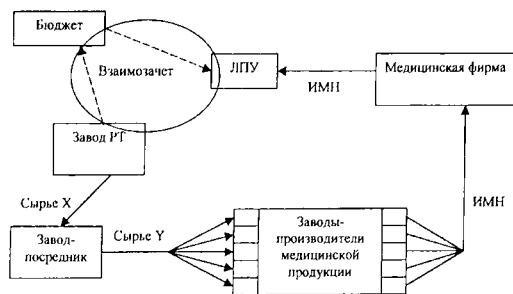 Бюджет
Взаимозачет
ЛПУ
Медицинская фирма
ИМН
Завод РТ
Сырье X
ИМН
Завод-
посредник
Сырье Y
Заводы-
производители
медицинской
продукции